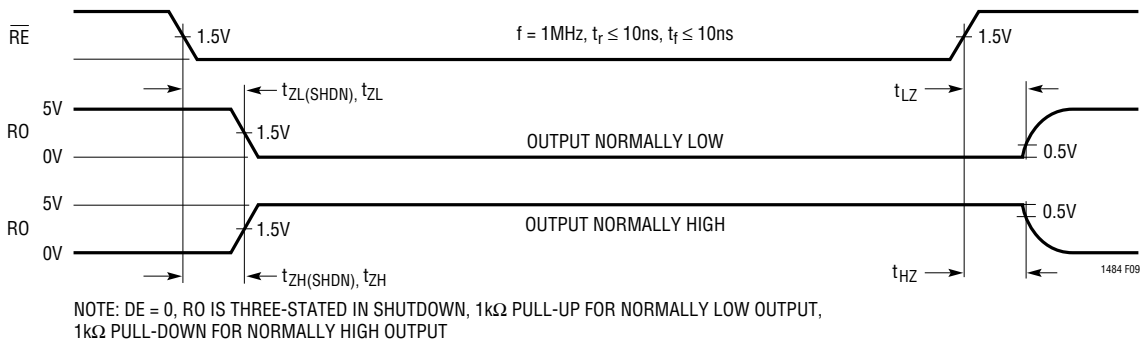 RE
1.5V
f = 1MHz, tr ≤ 10ns, tf ≤ 10ns
1.5V
tZL(SHDN), tZL
tLZ
5V
RO
0V
1.5V
OUTPUT NORMALLY LOW
0.5V
5V
RO
0V
1.5V
OUTPUT NORMALLY HIGH
0.5V
tZH(SHDN), tZH
tHZ
1484 F09
NOTE: DE = 0, RO IS THREE-STATED IN SHUTDOWN, 1kΩ PULL-UP FOR NORMALLY LOW OUTPUT,
1kΩ PULL-DOWN FOR NORMALLY HIGH OUTPUT